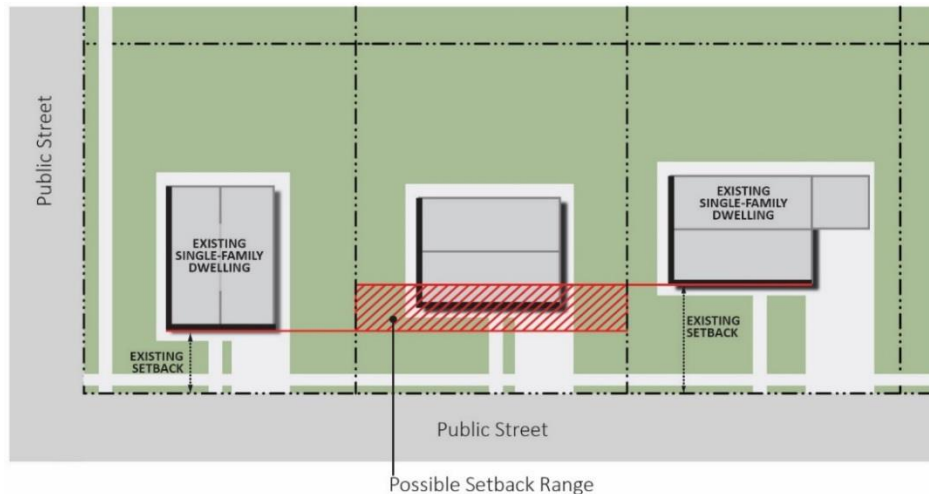 Public Street
EXISTING
SINGLE-FAMILY
DWELLING
EXISTING
SINGLE-FAMILY
DWELLING
EXISTING
SETBACK
EXISTING
SETBACK
Public Street
Possible Setback Range